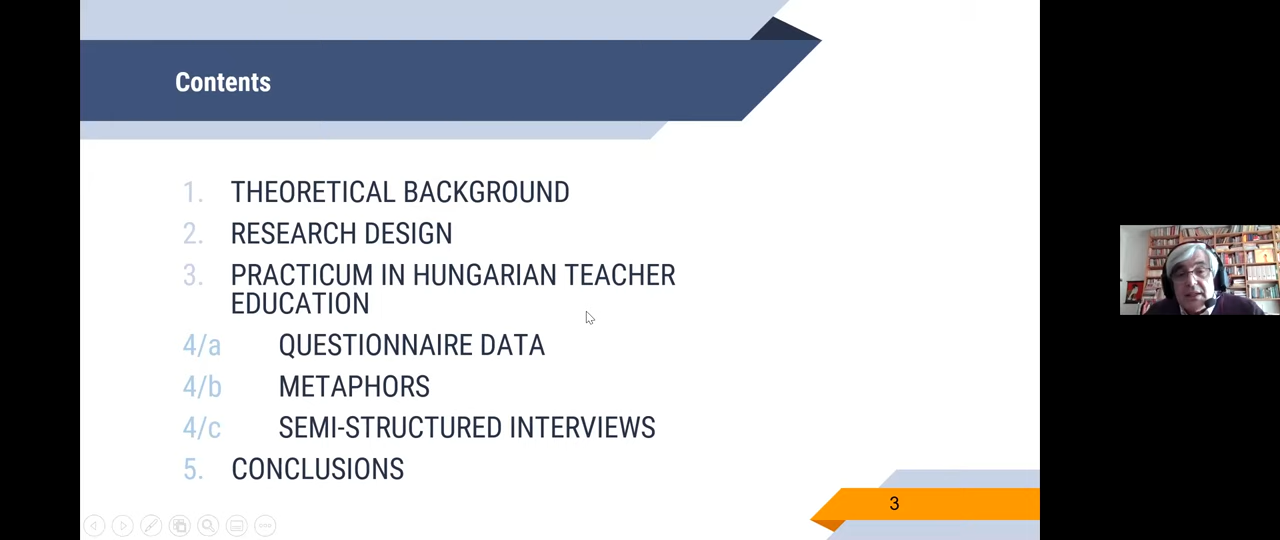 Contents
1. THEORETICAL BACKGROUND
2. RESEARCH DESIGN
3. PRACTICUM IN HUNGARIAN TEACHER
EDUCATION
4/a QUESTIONNAIRE DATA
4/b METAPHORS
4/c SEMI-STRUCTURED INTERVIEWS
5. CONCLUSIONS
3